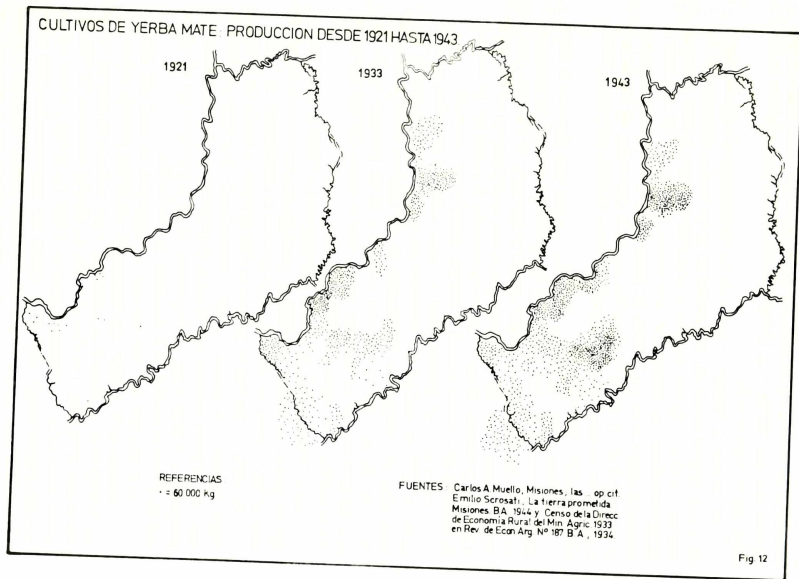 CULTIVOS DE YERBA MATE: PRODUCCION DESDE 1921 HASTA 1943
1921
1933
1943
REFERENCIAS
· = 60 000 Kg
FUENTES: Carlos A. Muello, Misiones, las .. op cit.
Emilio Scrosati, La tierra prometida
Misiones. B.A. 1944 y Censo de la Direcc
de Economía Rural del Min. Agric. 1933
en Rev. de Econ Arg. Nº 187 B.A., 1934
Fig. 12